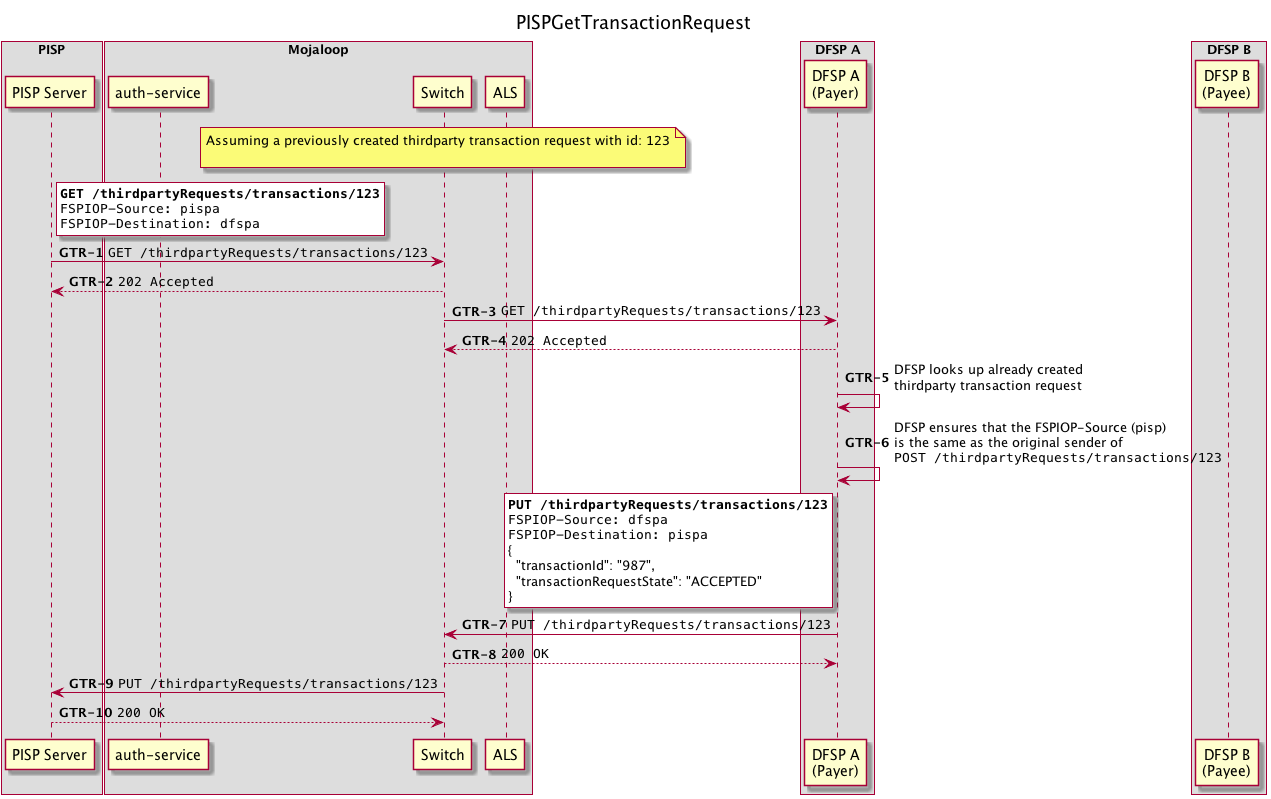 PISPGetTransactionRequest
PISP
Mojaloop
DFSP A
DFSP B
PISP Server
auth-service
Switch
ALS
DFSP A
(Payer)
DFSP B
(Payee)
Assuming a previously created thirdparty transaction request with id: 123
GET /thirdpartyRequests/transactions/123
FSPIOP-Source: pispa
FSPIOP-Destination: dfspa
GTR-1 GET /thirdpartyRequests/transactions/123
GTR-2 202 Accepted
GTR-3 GET /thirdpartyRequests/transactions/123
GTR-4 202 Accepted
GTR-5 DFSP looks up already created
thirdparty transaction request
DFSP ensures that the FSPIOP-Source (pisp)
GTR-6 is the same as the original sender of
POST /thirdpartyRequests/transactions/123
PUT /thirdpartyRequests/transactions/123
FSPIOP-Source: dfspa
FSPIOP-Destination: pispa
{
"transactionId": "987",
"transactionRequestState": "ACCEPTED"
}
GTR-7 PUT /thirdpartyRequests/transactions/123
GTR-8 200 OK
GTR-9 PUT /thirdpartyRequests/transactions/123
GTR-10 200 OK
PISP Server
auth-service
Switch
ALS
DFSP A
(Payer)
DFSP B
(Payee)